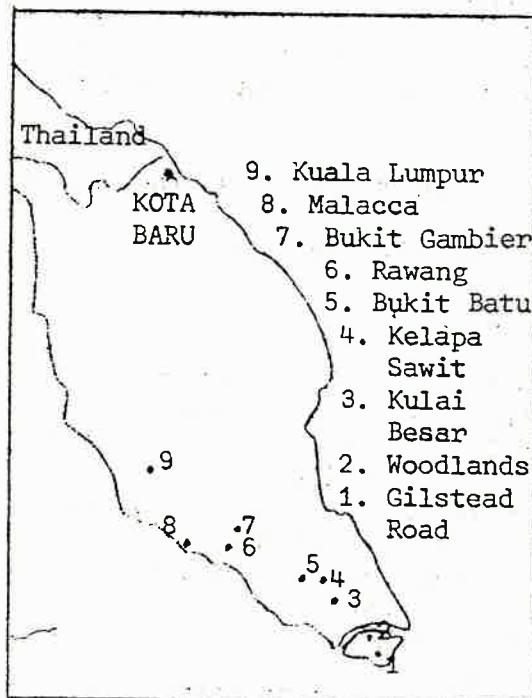 Thailand
KOTA
BARU
9. Kuala Lumpur
8. Malacca
7. Bukit Gambier
6. Rawang
5. Bukit Batu
4. Kelapa
Sawit
3. Kulai
Besar
2. Woodlands
1. Gilstead
Road
9
8
7
6
5
4
3
2
1